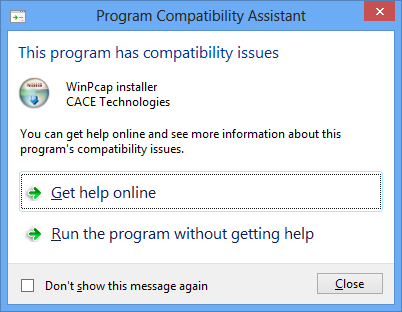 Program Compatibility Assistant
This program has compatibility issues
WinPcap installer
CACE Technologies
You can get help online and see more information about this
program's compatibility issues.
Get help online
Run the program without getting help
Don't show this message again
Close